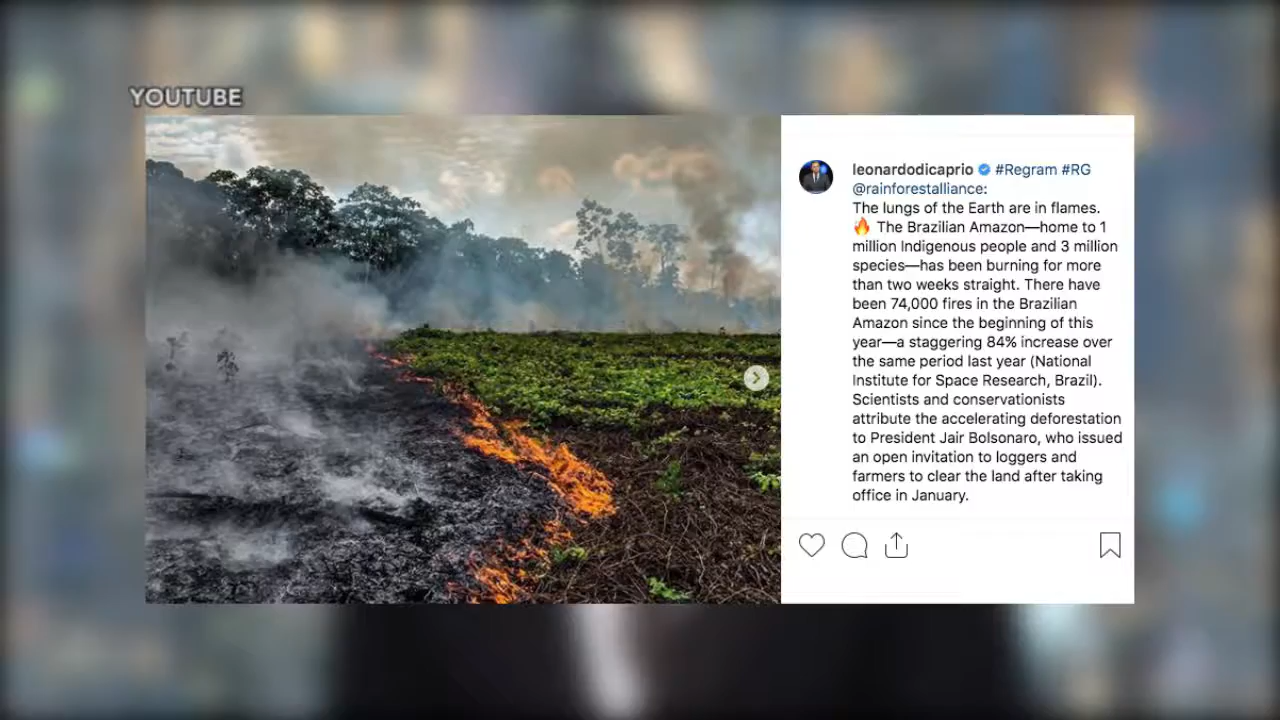 YOUTUBE
leonardodicaprio #Regram #RG
@rainforestalliance:
The lungs of the Earth are in flames.
🔥 The Brazilian Amazon—home to 1
million Indigenous people and 3 million
species—has been burning for more
than two weeks straight. There have
been 74,000 fires in the Brazilian
Amazon since the beginning of this
year—a staggering 84% increase over
the same period last year (National
Institute for Space Research, Brazil).
Scientists and conservationists
attribute the accelerating deforestation
to President Jair Bolsonaro, who issued
an open invitation to loggers and
farmers to clear the land after taking
office in January.